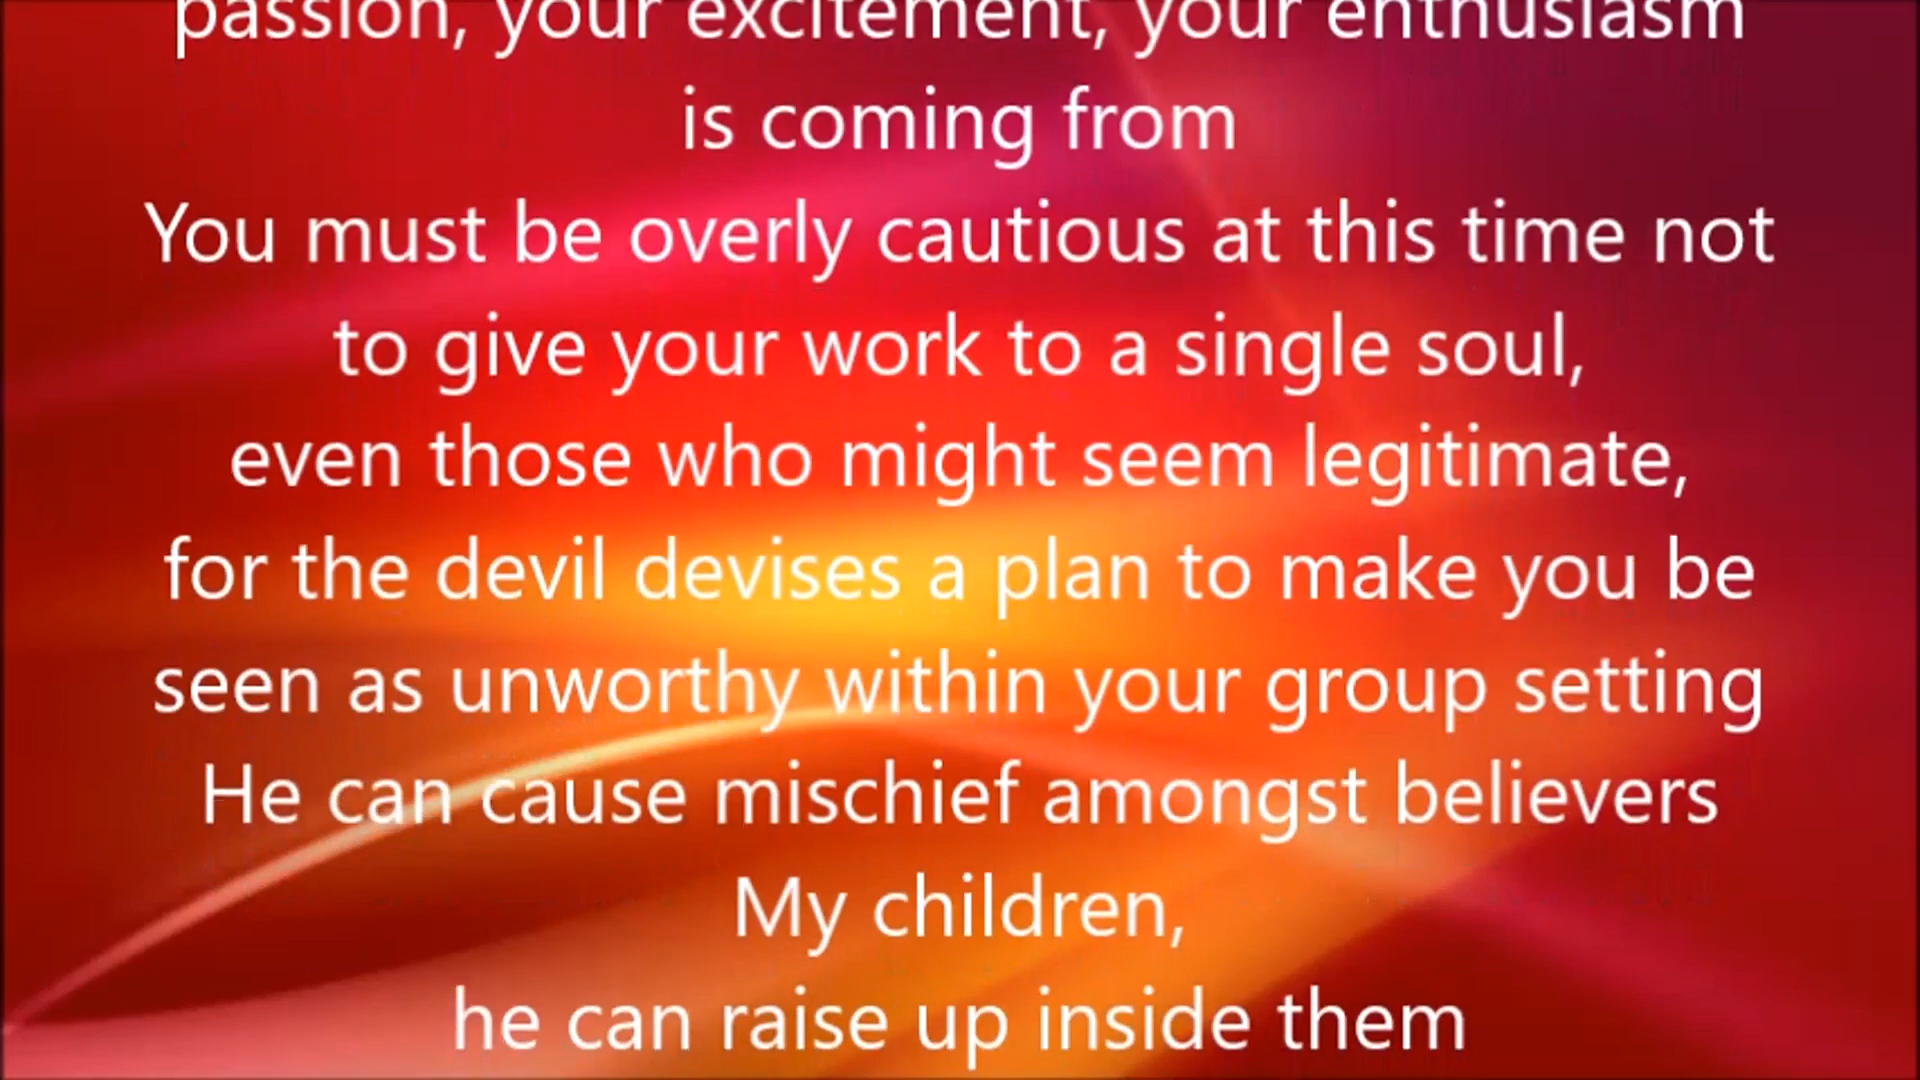 passion, your excitement, your enthusiasm
is coming from
You must be overly cautious at this time not
to give your work to a single soul,
even those who might seem legitimate,
for the devil devises a plan to make you be
seen as unworthy within your group setting
He can cause mischief amongst believers
My children,
he can raise up inside them